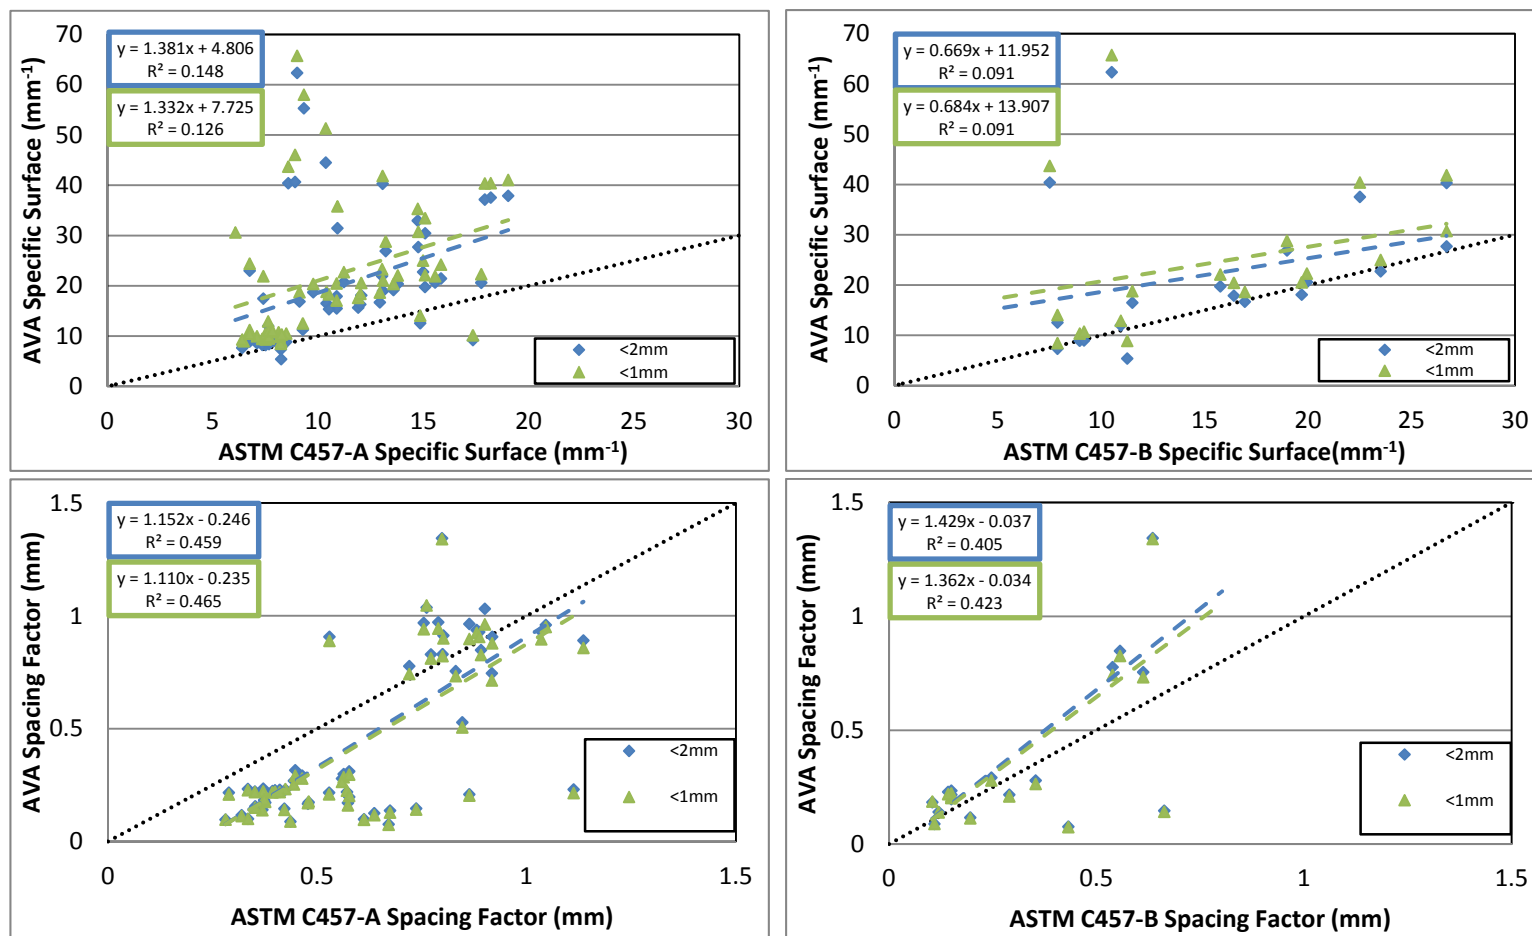 70
60
50
40
30
20
10
0
AVA Specific Surface (mm⁻¹)
y = 1.381x + 4.806
R² = 0.148
y = 1.332x + 7.725
R² = 0.126
<2mm
<1mm
0 5 10 15 20 25 30
ASTM C457-A Specific Surface (mm⁻¹)
70
60
50
40
30
20
10
0
AVA Specific Surface (mm⁻¹)
y = 0.669x + 11.952
R² = 0.091
y = 0.684x + 13.907
R² = 0.091
<2mm
<1mm
0 5 10 15 20 25 30
ASTM C457-B Specific Surface(mm⁻¹)
1.5
1
0.5
0
AVA Spacing Factor (mm)
y = 1.152x - 0.246
R² = 0.459
y = 1.110x - 0.235
R² = 0.465
<2mm
<1mm
0 0.5 1 1.5
ASTM C457-A Spacing Factor (mm)
1.5
1
0.5
0
AVA Spacing Factor (mm)
y = 1.429x - 0.037
R² = 0.405
y = 1.362x - 0.034
R² = 0.423
<2mm
<1mm
0 0.5 1 1.5
ASTM C457-B Spacing Factor (mm)